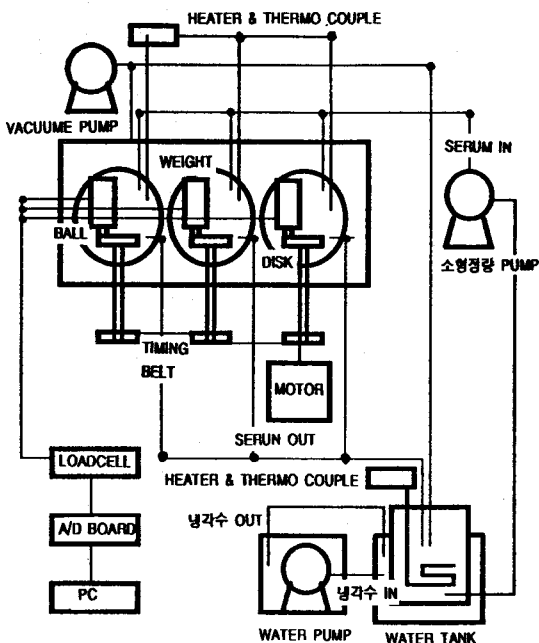 HEATER & THERMO COUPLE
VACUUME PUMP
SERUM IN
WEIGHT
BALL
DISK
소형정량 PUMP
TIMING
BELT
MOTOR
SERUN OUT
LOADCELL
HEATER & THERMO COUPLE
A/D BOARD
냉각수 OUT
PC
냉각수 IN
WATER PUMP
WATER TANK